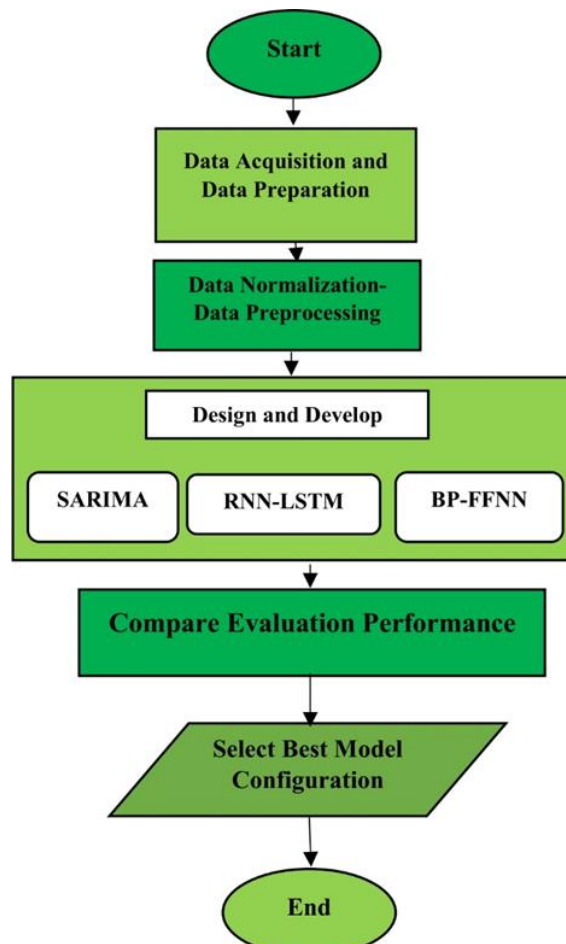 Start
Data Acquisition and
Data Preparation
Data Normalization-
Data Preprocessing
Design and Develop
SARIMA
RNN-LSTM
BP-FFNN
Compare Evaluation Performance
Select Best Model
Configuration
End